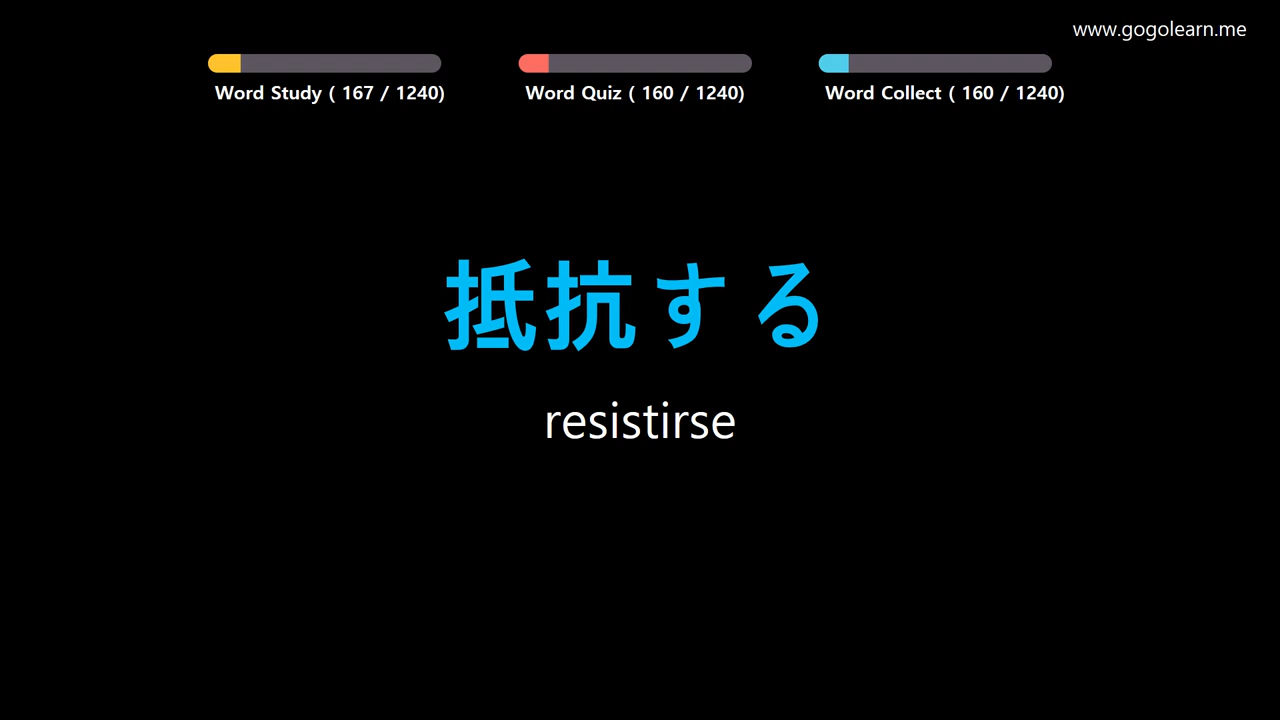 www.gogolearn.me
Word Study ( 167 / 1240)
Word Quiz ( 160 / 1240)
Word Collect ( 160 / 1240)
抵抗する
resistirse